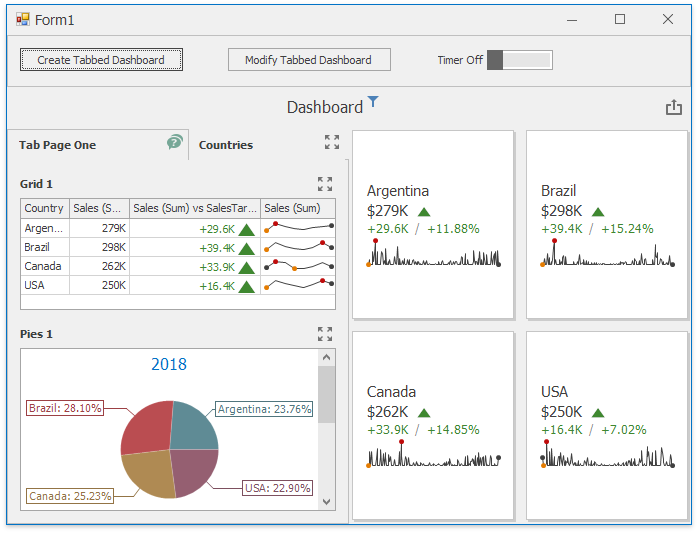 Form1
Create Tabbed Dashboard
Modify Tabbed Dashboard
Timer Off
Dashboard
Tab Page One
Countries
Grid 1
Country Sales (S... Sales (Sum) vs SalesTar... Sales (Sum)
Argen... 279K +29.6K
Brazil 298K +39.4K
Canada 262K +33.9K
USA 250K +16.4K
Pies 1
2018
Brazil: 28.10%
Argentina: 23.76%
Canada: 25.23%
USA: 22.90%
Argentina
$279K
+29.6K / +11.88%
Brazil
$298K
+39.4K / +15.24%
Canada
$262K
+33.9K / +14.85%
USA
$250K
+16.4K / +7.02%